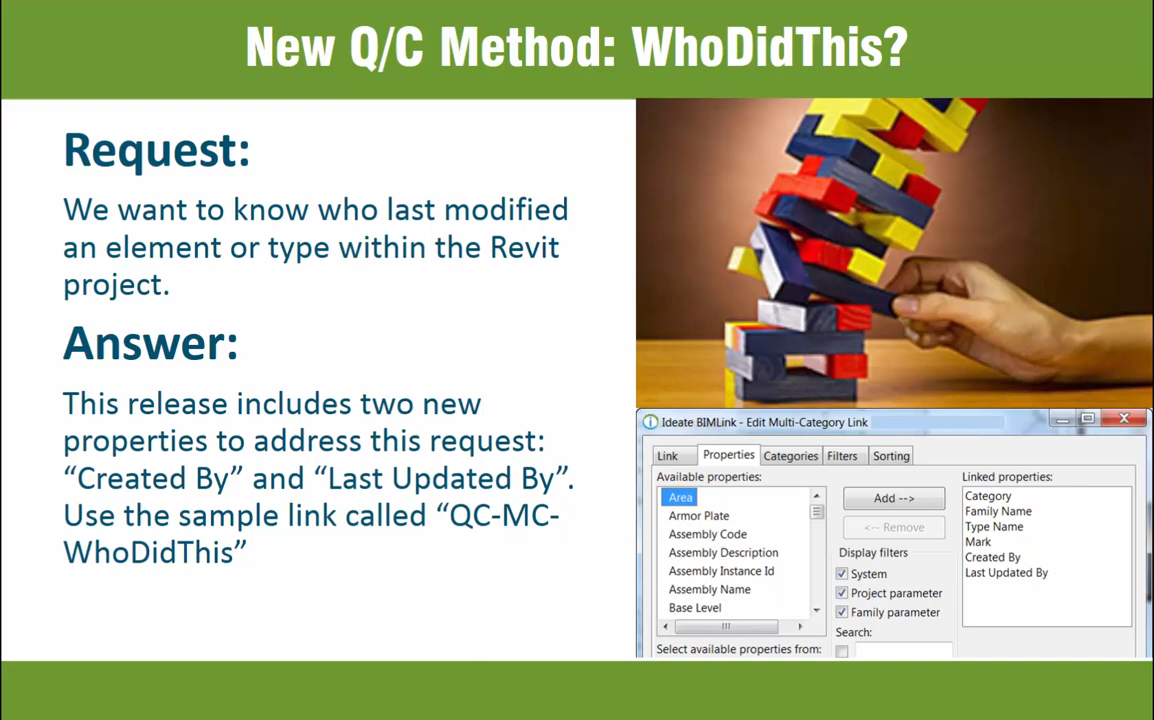 New Q/C Method: WhoDidThis?
Request:
We want to know who last modified
an element or type within the Revit
project.
Answer:
This release includes two new
properties to address this request:
“Created By” and “Last Updated By”.
Use the sample link called “QC-MC-
WhoDidThis”
Ideate BIMLink - Edit Multi-Category Link
Link
Properties
Categories
Filters
Sorting
Available properties:
Area
Armor Plate
Assembly Code
Assembly Description
Assembly Instance Id
Assembly Name
Base Level
Select available properties from:
Add -->
<-- Remove
Display filters
System
Project parameter
Family parameter
Search:
Linked properties:
Category
Family Name
Type Name
Mark
Created By
Last Updated By